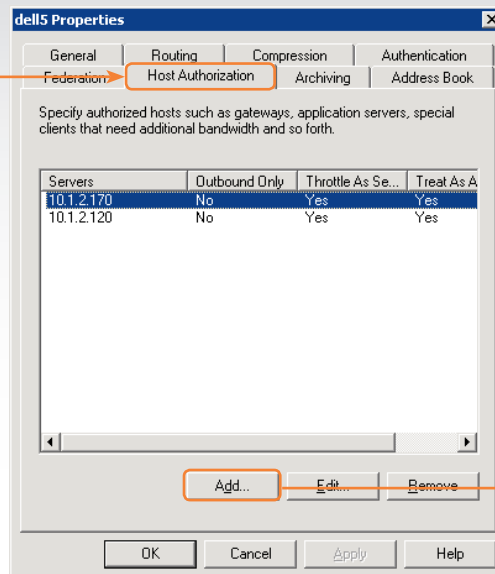 dell5 Properties
General Routing Compression Authentication
Federation Host Authorization Archiving Address Book
Specify authorized hosts such as gateways, application servers, special
clients that need additional bandwidth and so forth.
Servers Outbound Only Throttle As Se... Treat As A
10.1.2.170 No Yes Yes
10.1.2.120 No Yes Yes
Add... Edit... Remove
OK Cancel Apply Help